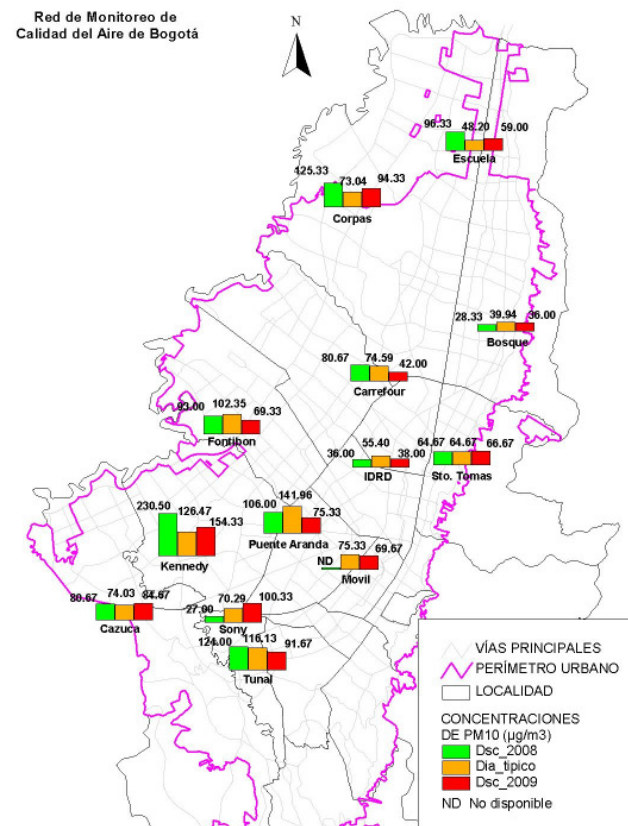 Red de Monitoreo de
Calidad del Aire de Bogotá
N
96.33 48.20 59.00
Escuela
125.33 73.04 94.33
Corpas
28.33 39.94 36.00
Bosque
80.67 74.59 42.00
Carrefour
93.00 102.35 69.33
Fontibon
36.00 55.40 38.00
IDRD
64.67 64.67 66.67
Sto. Tomas
230.50 126.47 154.33
Kennedy
106.00 141.96 75.33
Puente Aranda
ND 75.33 69.67
Movil
80.67 74.03 84.67
Cazuca
27.00 70.29 100.33
Sony
124.00 116.13 91.67
Tunal
VÍAS PRINCIPALES
PERÍMETRO URBANO
LOCALIDAD
CONCENTRACIONES
DE PM10 (µg/m3)
Dsc_2008
Dia_tipico
Dsc_2009
ND No disponible